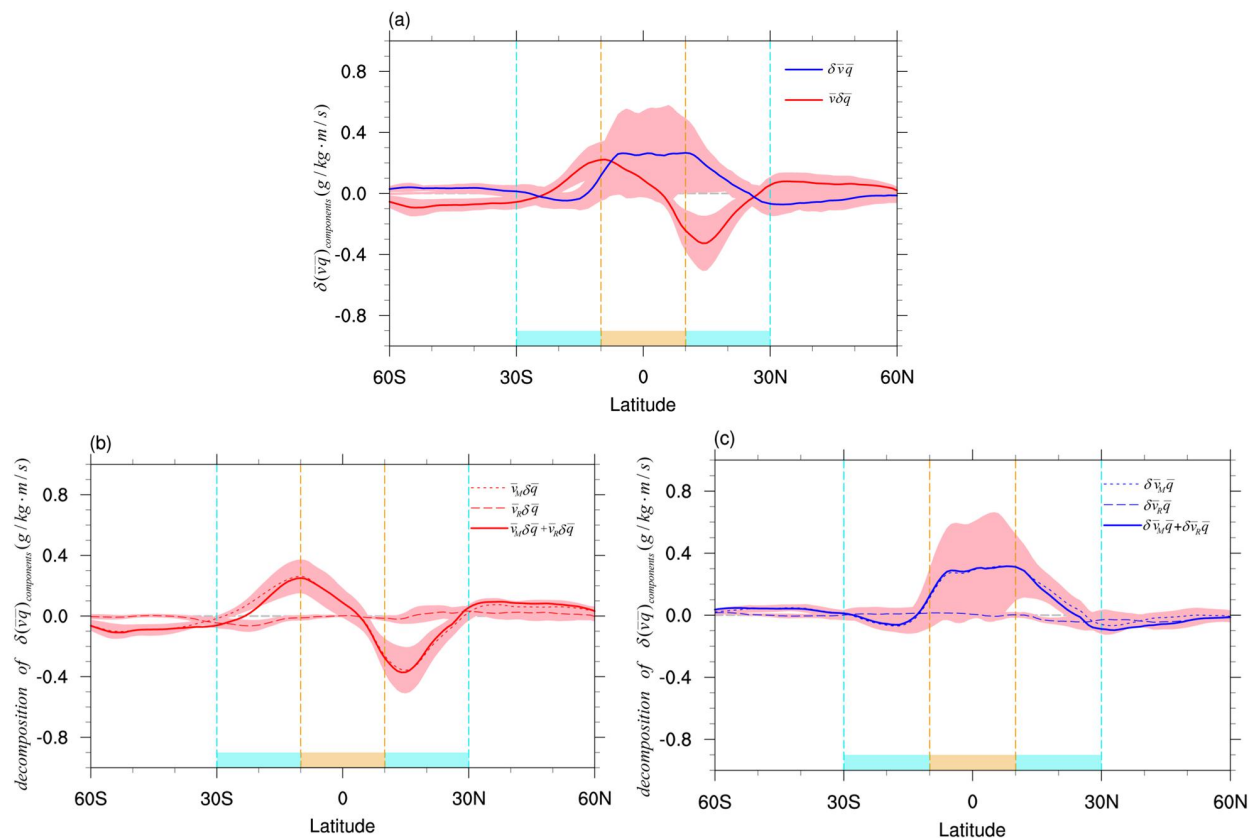 (a)
δ(v̅q̅)components(g/kg·m/s)
0.8
0.4
0.0
-0.4
-0.8
δv̅q̅
v̅δq̅
60S 30S 0 30N 60N
Latitude
(b)
decomposition of δ(v̅q̅)components(g/kg·m/s)
0.8
0.4
0.0
-0.4
-0.8
v̅Mδq̅
v̅Rδq̅
v̅Mδq̅+v̅Rδq̅
60S 30S 0 30N 60N
Latitude
(c)
decomposition of δ(v̅q̅)components(g/kg·m/s)
0.8
0.4
0.0
-0.4
-0.8
δv̅Mq̅
δv̅Rq̅
δv̅Mq̅+δv̅Rq̅
60S 30S 0 30N 60N
Latitude